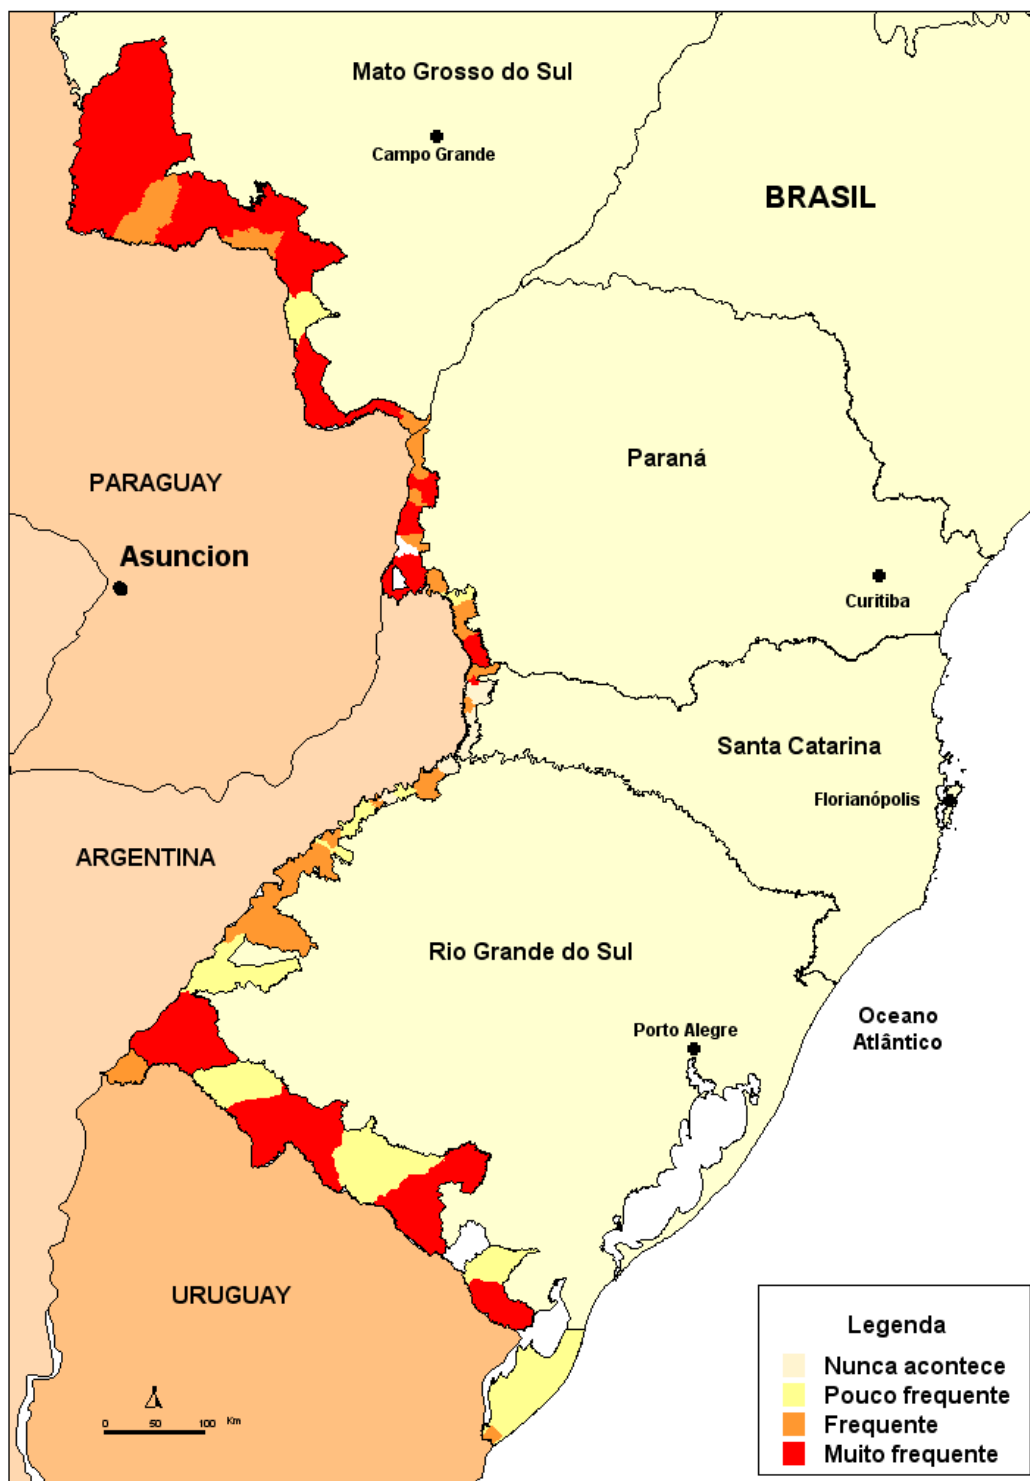 Mato Grosso do Sul
Campo Grande
BRASIL
Paraná
PARAGUAY
Asuncion
Curitiba
Santa Catarina
Florianópolis
ARGENTINA
Rio Grande do Sul
Porto Alegre
Oceano
Atlântico
URUGUAY
Legenda
Nunca acontece
Pouco frequente
Frequente
Muito frequente
0 50 100 Km